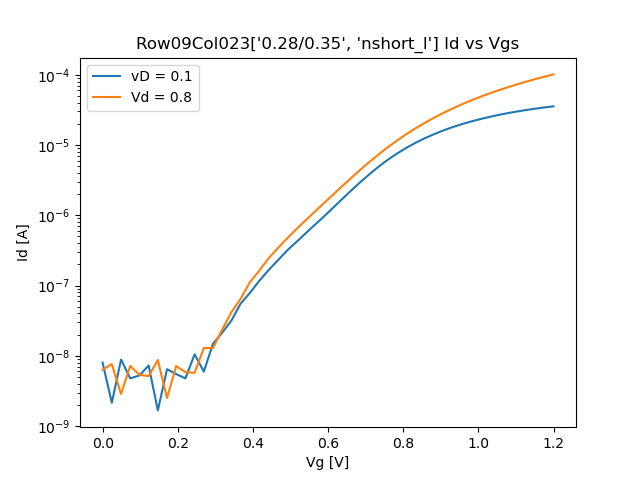 Row09Col023['0.28/0.35', 'nshort_l'] Id vs Vgs
vD = 0.1
Vd = 0.8
10⁻⁴
10⁻⁵
10⁻⁶
10⁻⁷
10⁻⁸
10⁻⁹
Id [A]
0.0 0.2 0.4 0.6 0.8 1.0 1.2
Vg [V]